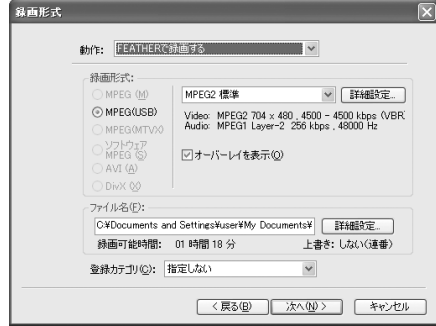 録画形式
動作: FEATHERで録画する
録画形式:
MPEG (M)
MPEG2 標準
詳細設定...
MPEG(USB)
Video: MPEG2 704 x 480 , 4500 - 4500 kbps (VBR
Audio: MPEG1 Layer-2 256 kbps , 48000 Hz
MPEG(MTV)
ソフトウェア
MPEG (S)
オーバーレイを表示(O)
AVI (A)
DivX (X)
ファイル名(F):
C:¥Documents and Settings¥user¥My Documents¥
詳細設定...
録画可能時間: 01 時間 18 分
上書き: しない(連番)
登録カテゴリ(C): 指定しない
< 戻る(B)
次へ(N) >
キャンセル